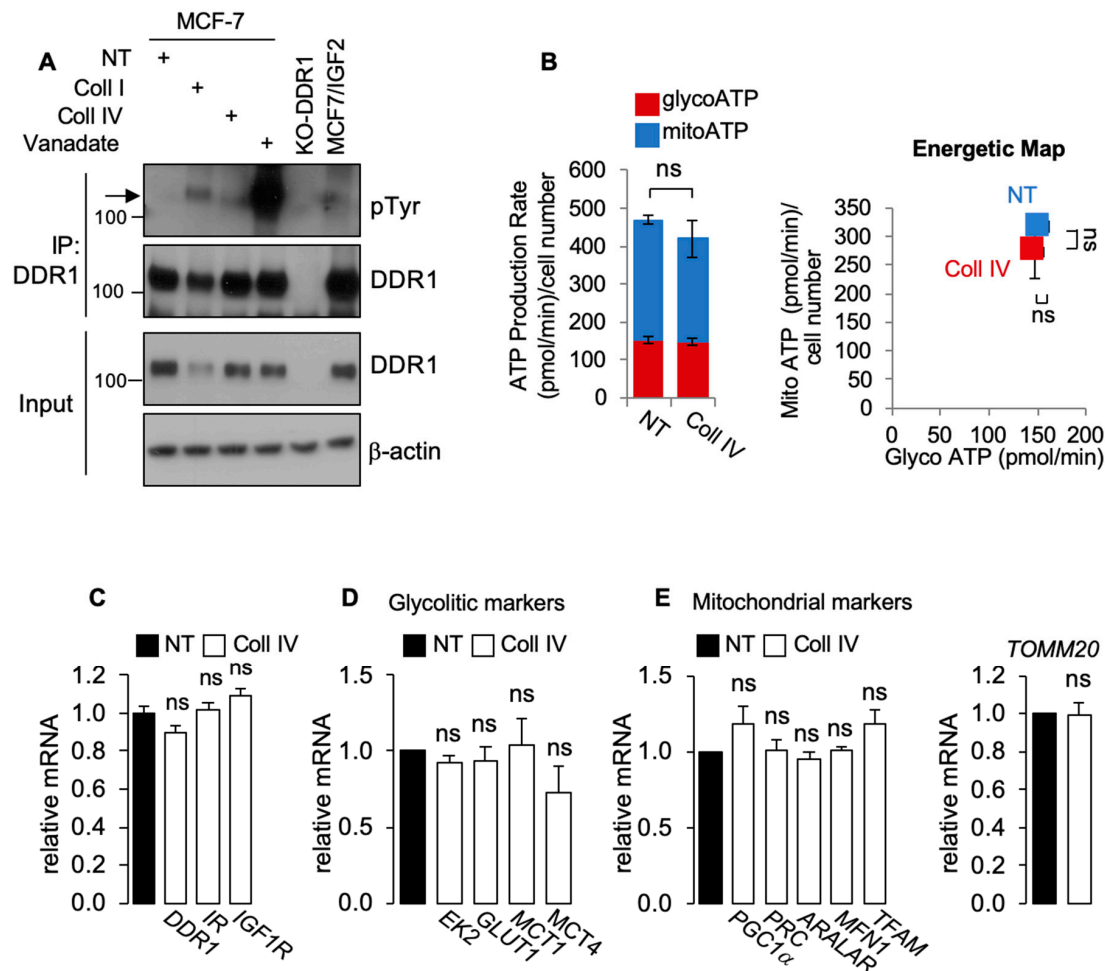 A
MCF-7
NT +
Coll I +
Coll IV +
Vanadate +
KO-DDR1
MCF7/IGF2
IP:
DDR1
100
pTyr
100
DDR1
Input
100
DDR1
β-actin
B
glycoATP
mitoATP
ATP Production Rate
(pmol/min)/cell number
600
500
400
300
200
100
0
ns
NT
Coll IV
Energetic Map
Mito ATP (pmol/min)/
cell number
350
300
250
200
150
100
50
0
NT
Coll IV
ns
ns
0 50 100 150 200
Glyco ATP (pmol/min)
C
NT Coll IV
relative mRNA
1.2
1.0
0.8
0.6
0.4
0.2
0.0
ns ns ns
DDR1 IR IGF1R
D Glycolitic markers
NT Coll IV
relative mRNA
1.5
1.0
0.5
0.0
ns ns ns ns
EK2 GLUT1 MCT1 MCT4
E Mitochondrial markers
NT Coll IV
relative mRNA
1.5
1.0
0.5
0.0
ns ns ns ns ns
PGC1α PRC ARALAR MFN1 TFAM
TOMM20
relative mRNA
1.2
1.0
0.8
0.6
0.4
0.2
0.0
ns